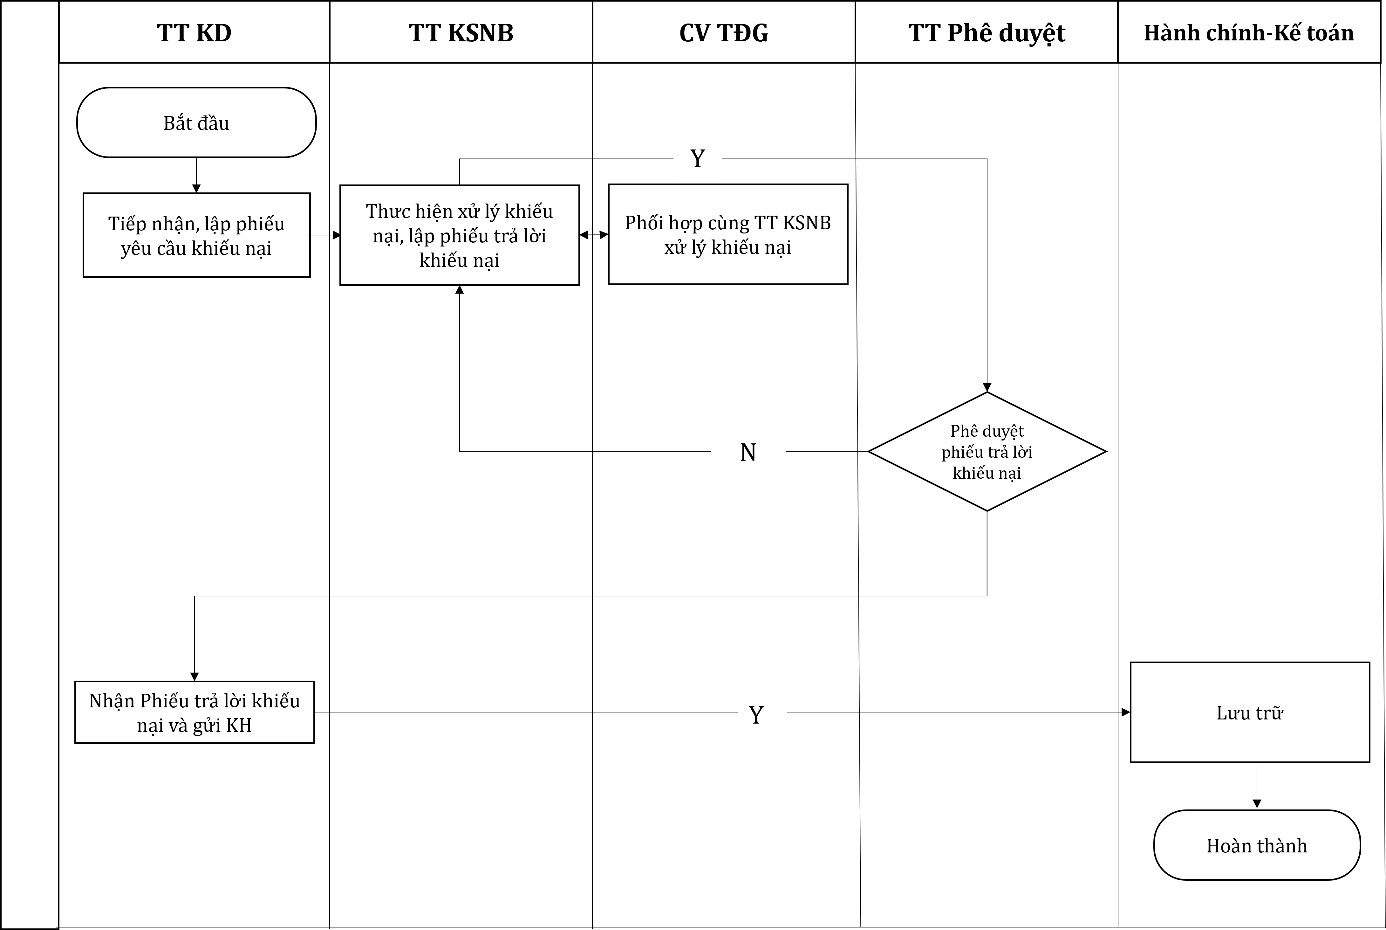 TT KD
TT KSNB
CV TĐG
TT Phê duyệt
Hành chính-Kế toán
Bắt đầu
Y
Tiếp nhận, lập phiếu
yêu cầu khiếu nại
Thưc hiện xử lý khiếu
nại, lập phiếu trả lời
khiếu nại
Phối hợp cùng TT KSNB
xử lý khiếu nại
Phê duyệt
phiếu trả lời
khiếu nại
N
Nhận Phiếu trả lời khiếu
nại và gửi KH
Y
Lưu trữ
Hoàn thành